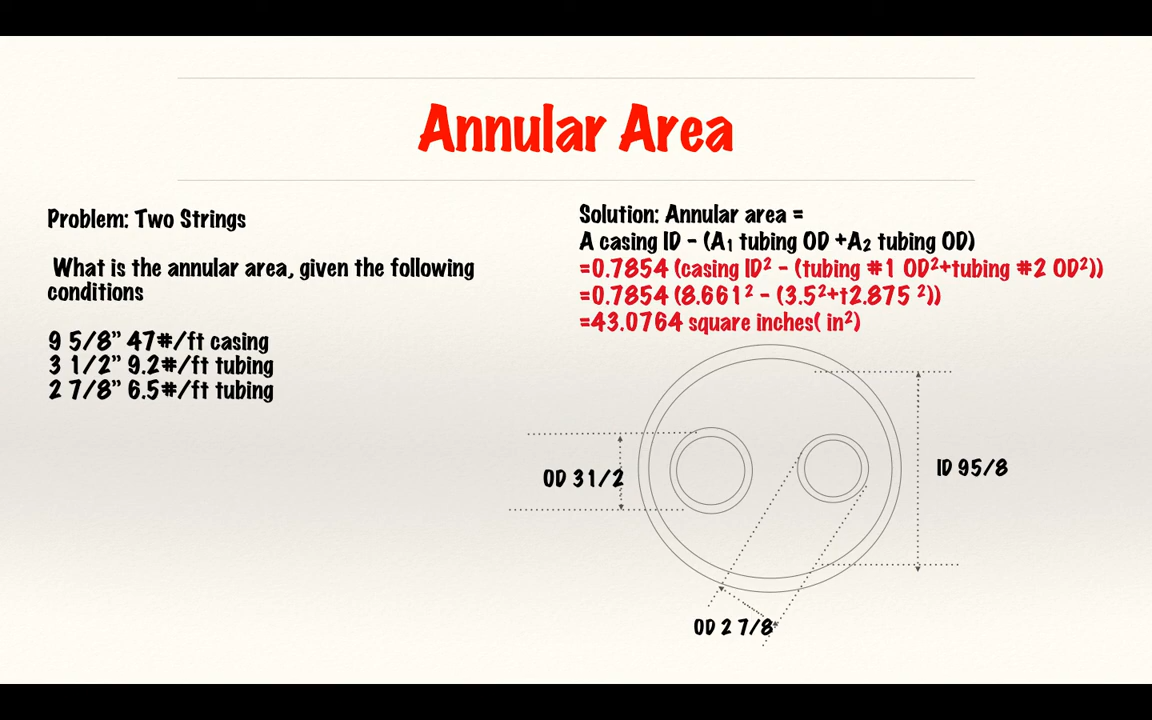 Annular Area
Problem: Two Strings
What is the annular area, given the following
conditions
9 5/8” 47#/ft casing
3 1/2” 9.2#/ft tubing
2 7/8” 6.5#/ft tubing
Solution: Annular area =
A casing ID - (A₁ tubing OD +A₂ tubing OD)
=0.7854 (casing ID² - (tubing #1 OD²+tubing #2 OD²))
=0.7854 (8.661² - (3.5²+t2.875 ²))
=43.0764 square inches( in²)
OD 3 1/2
ID 95/8
OD 2 7/8